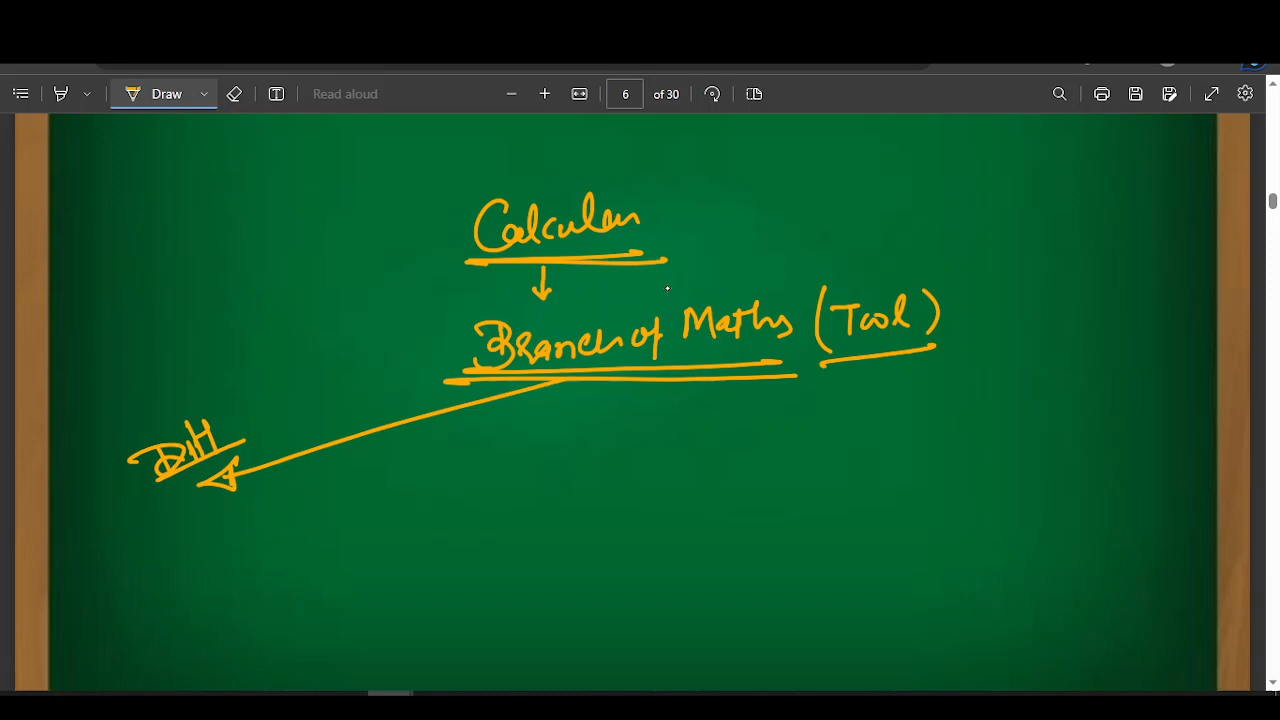 Draw
Read aloud
6 of 30
Calculus
Branch of Maths (Tool)
Diff